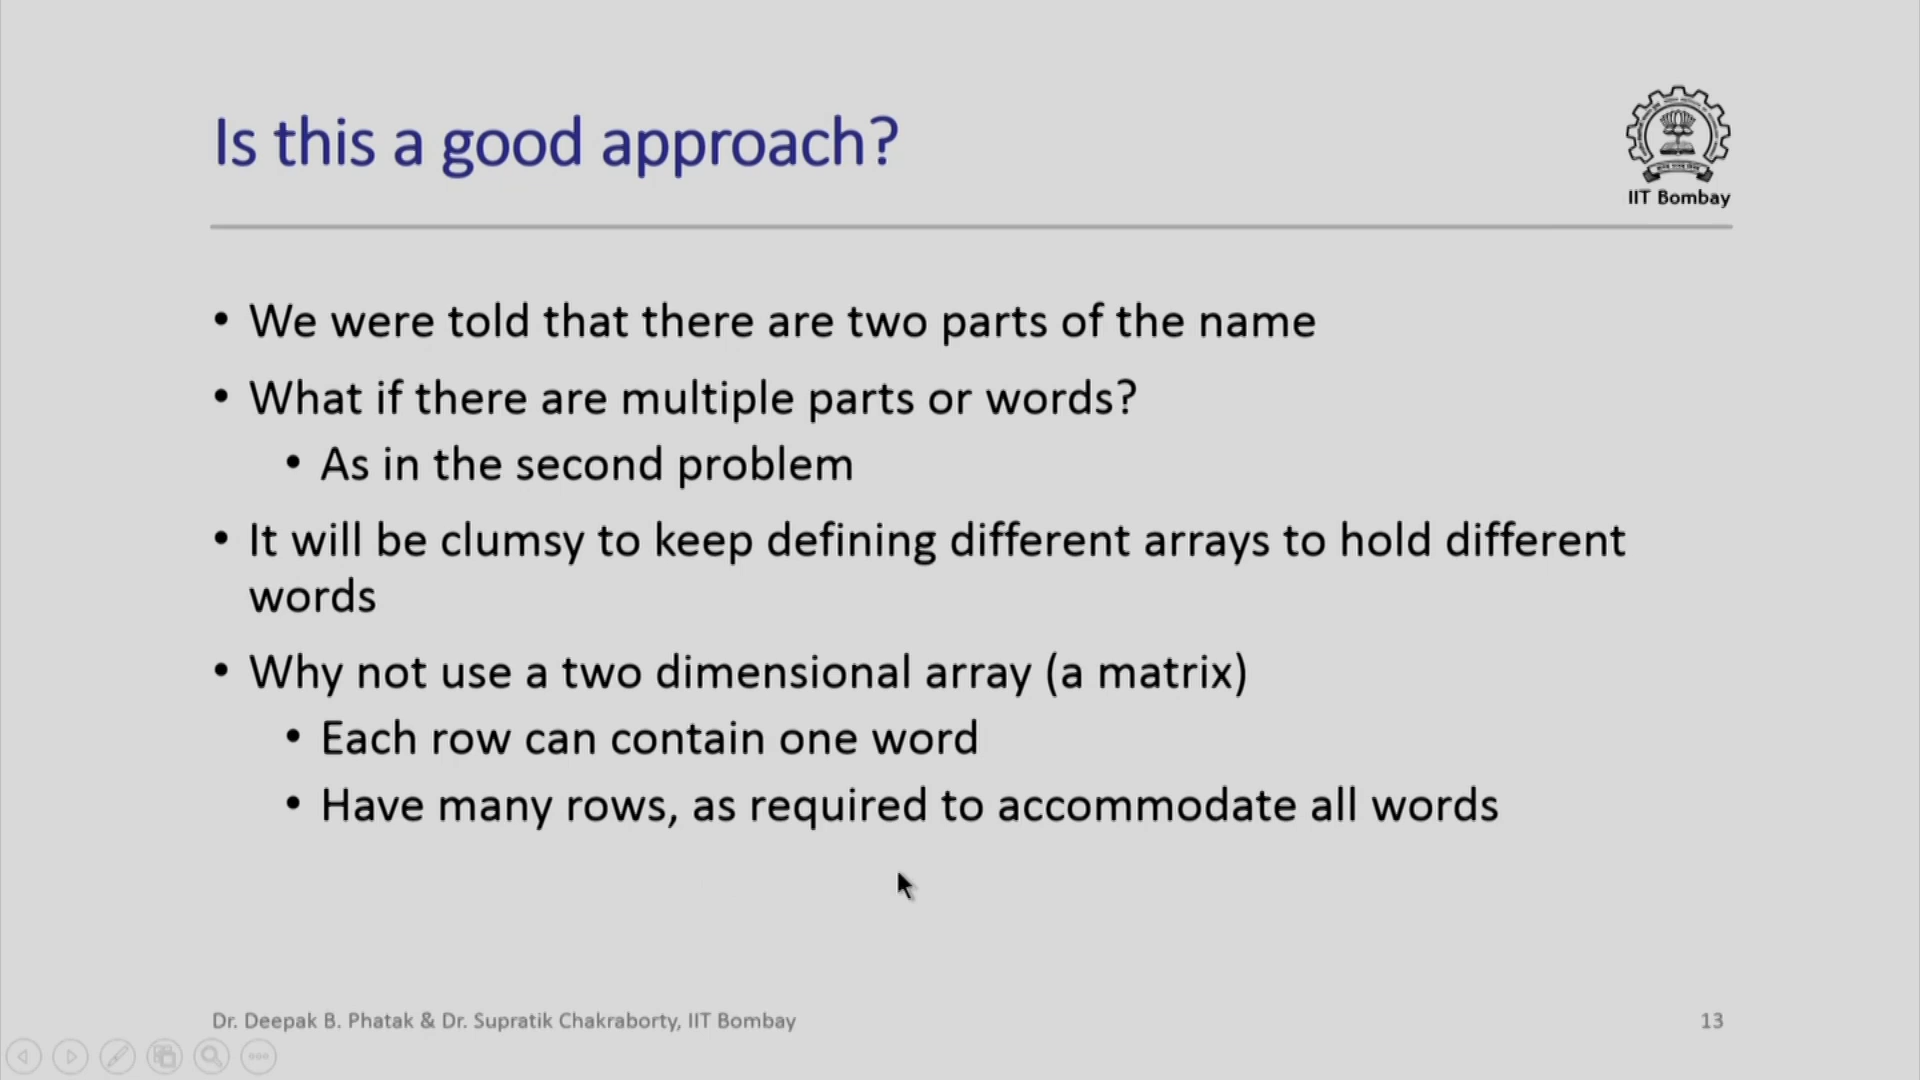 Is this a good approach?
IIT Bombay
• We were told that there are two parts of the name
• What if there are multiple parts or words?
• As in the second problem
• It will be clumsy to keep defining different arrays to hold different
words
• Why not use a two dimensional array (a matrix)
• Each row can contain one word
• Have many rows, as required to accommodate all words
Dr. Deepak B. Phatak & Dr. Supratik Chakraborty, IIT Bombay
13